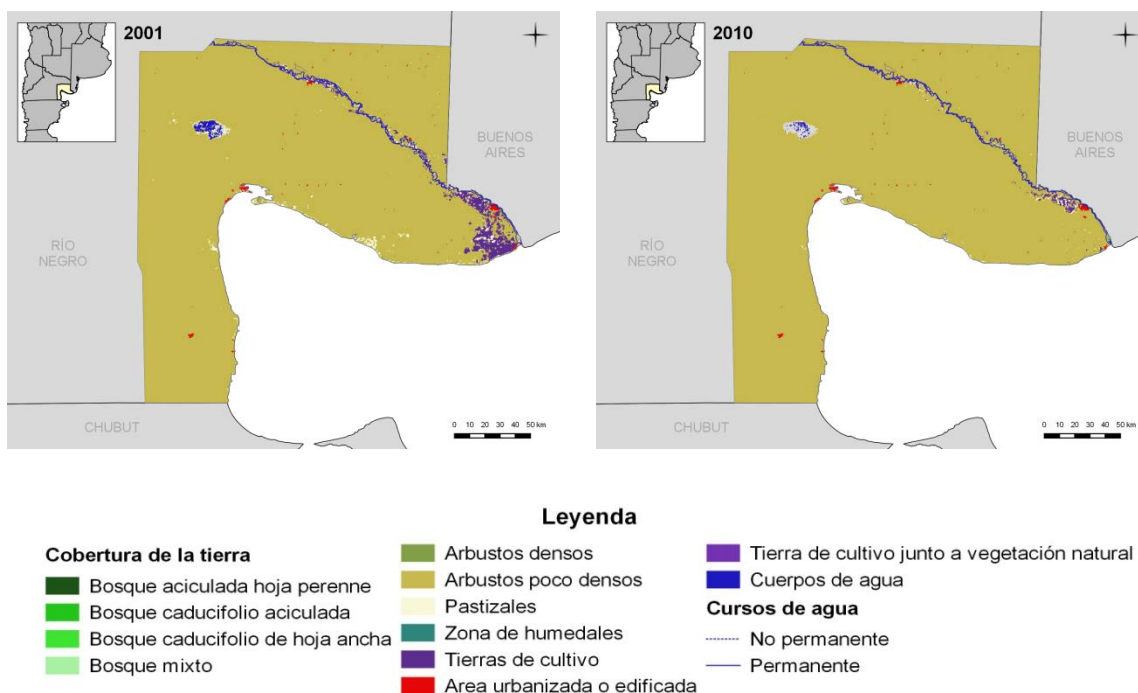 2001
BUENOS
AIRES
RÍO
NEGRO
CHUBUT
0 10 20 30 40 50 km
2010
BUENOS
AIRES
RÍO
NEGRO
CHUBUT
0 10 20 30 40 50 km
Leyenda
Cobertura de la tierra
Bosque aciculada hoja perenne
Bosque caducifolio aciculada
Bosque caducifolio de hoja ancha
Bosque mixto
Arbustos densos
Arbustos poco densos
Pastizales
Zona de humedales
Tierras de cultivo
Area urbanizada o edificada
Tierra de cultivo junto a vegetación natural
Cuerpos de agua
Cursos de agua
No permanente
Permanente